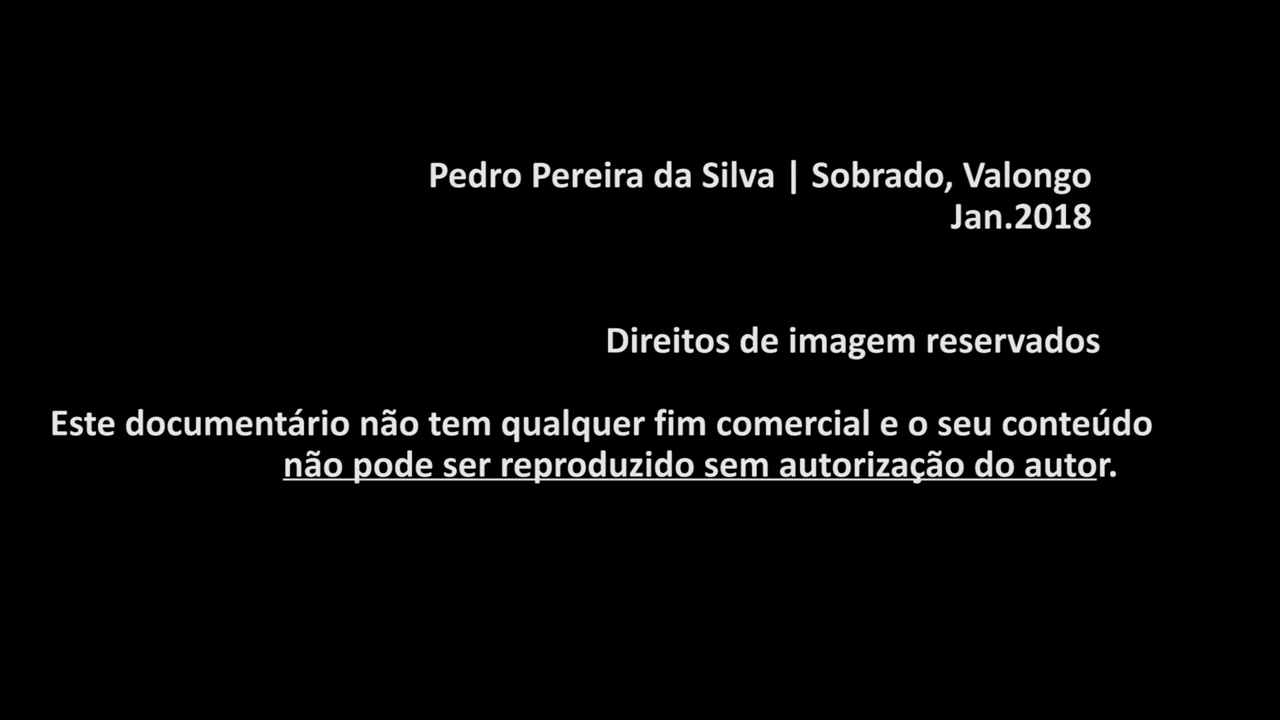 Pedro Pereira da Silva | Sobrado, Valongo
Jan.2018
Direitos de imagem reservados
Este documentário não tem qualquer fim comercial e o seu conteúdo
não pode ser reproduzido sem autorização do autor.